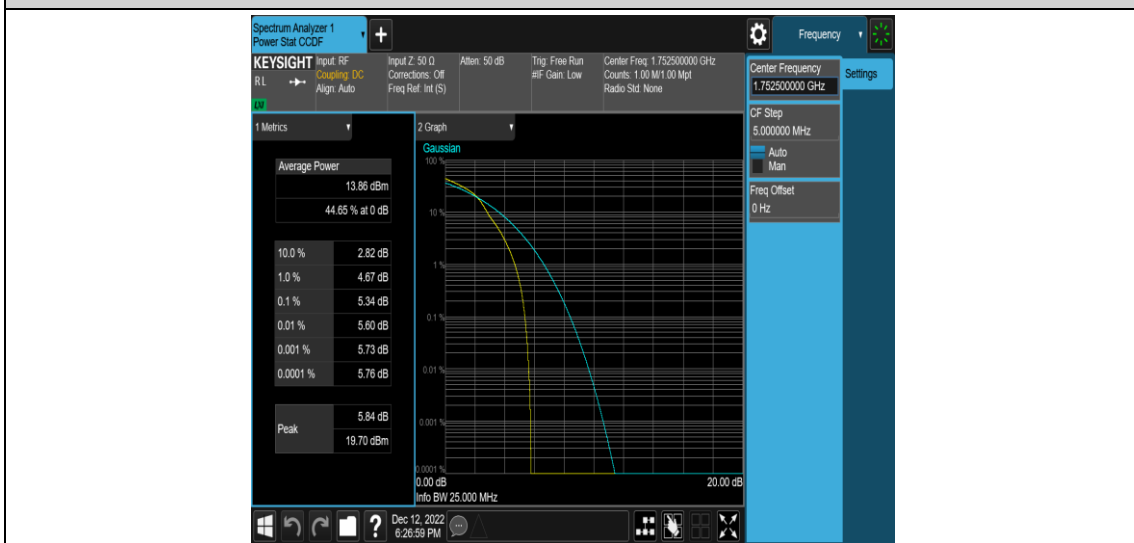 Spectrum Analyzer 1
Power Stat CCDF
+
Frequency
KEYSIGHT
Input: RF
Coupling: DC
Align: Auto
Input Z: 50 Ω
Corrections: Off
Freq Ref: Int (S)
Atten: 50 dB
Trig: Free Run
#IF Gain: Low
Center Freq: 1.752500000 GHz
Counts: 1.00 M/1.00 Mpt
Radio Std: None
RL
LXI
Center Frequency
1.752500000 GHz
Settings
CF Step
5.000000 MHz
Auto
Man
Freq Offset
0 Hz
1 Metrics
Average Power
13.86 dBm
44.65 % at 0 dB
10.0 % 2.82 dB
1.0 % 4.67 dB
0.1 % 5.34 dB
0.01 % 5.60 dB
0.001 % 5.73 dB
0.0001 % 5.76 dB
Peak
5.84 dB
19.70 dBm
2 Graph
Gaussian
100 %
10 %
1 %
0.1 %
0.01 %
0.001 %
0.0001 %
0.00 dB
20.00 dB
Info BW 25.000 MHz
?
Dec 12, 2022
6:26:59 PM